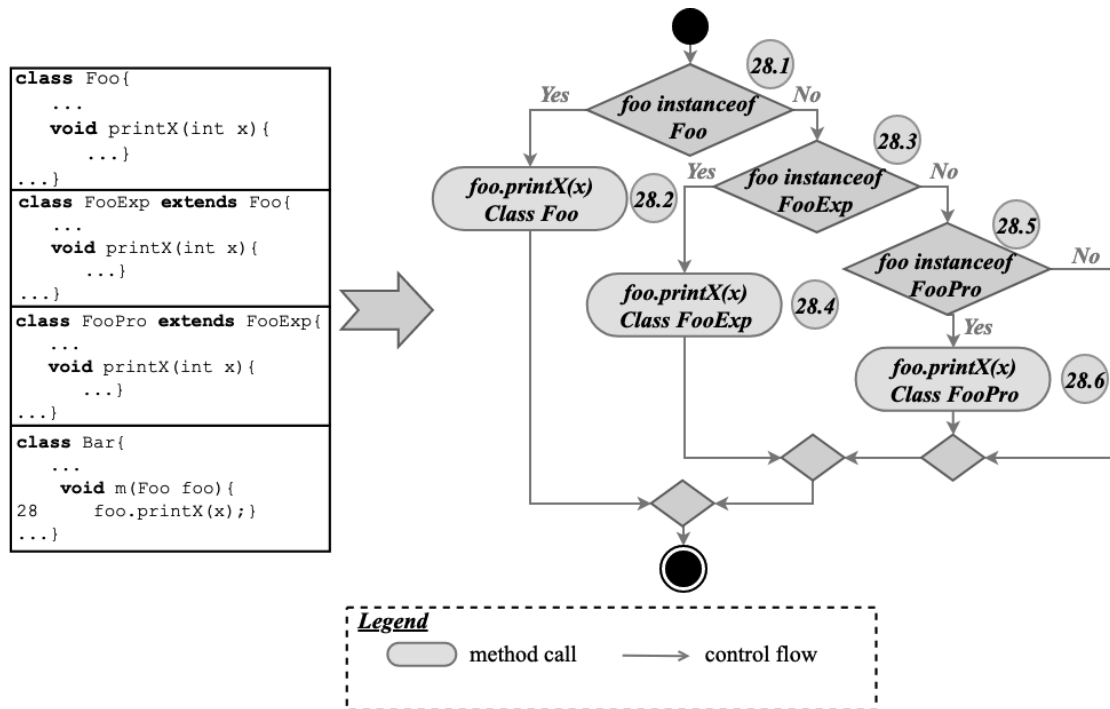 class Foo{
...
void printX(int x){
...}
...}
class FooExp extends Foo{
...
void printX(int x){
...}
...}
class FooPro extends FooExp{
...
void printX(int x){
...}
...}
class Bar{
...
void m(Foo foo){
28 foo.printX(x);}
...}
28.1
foo instanceof
Foo
Yes
No
28.3
foo instanceof
FooExp
Yes
No
foo.printX(x)
Class Foo
28.2
28.5
foo instanceof
FooPro
No
Yes
foo.printX(x)
Class FooExp
28.4
foo.printX(x)
Class FooPro
28.6
Legend
method call
control flow